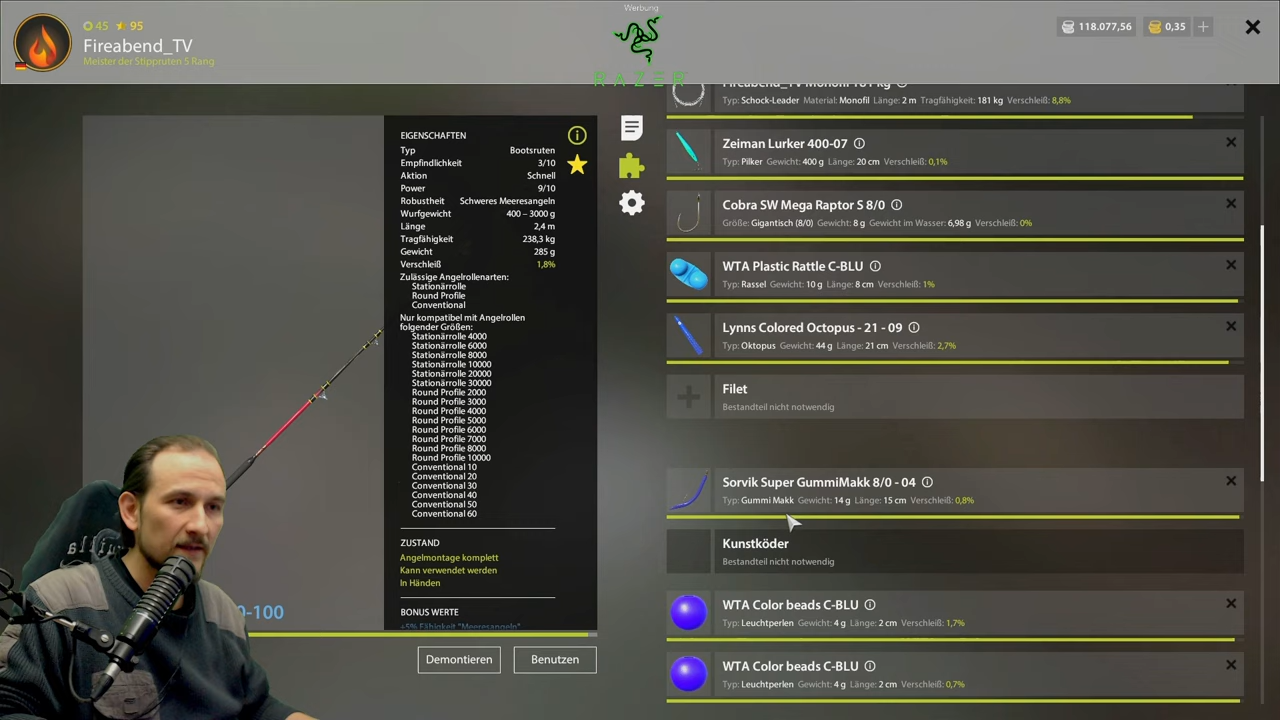 Werbung
45 95
Fireabend_TV
Meister der Stippruten 5 Rang
RAZER
118.077,56
0,35
EIGENSCHAFTEN
Typ Bootsruten
Empfindlichkeit 3/10
Aktion Schnell
Power 9/10
Robustheit Schweres Meeresangeln
Wurfgewicht 400 – 3000 g
Länge 2,4 m
Tragfähigkeit 238,3 kg
Gewicht 285 g
Verschleiß 1,8%
Zulässige Angelrollenarten:
Stationärrolle
Round Profile
Conventional
Nur kompatibel mit Angelrollen
folgender Größen:
Stationärrolle 4000
Stationärrolle 6000
Stationärrolle 8000
Stationärrolle 10000
Stationärrolle 20000
Stationärrolle 30000
Round Profile 2000
Round Profile 3000
Round Profile 4000
Round Profile 5000
Round Profile 6000
Round Profile 7000
Round Profile 8000
Round Profile 10000
Conventional 10
Conventional 20
Conventional 30
Conventional 40
Conventional 50
Conventional 60
ZUSTAND
Angelmontage komplett
Kann verwendet werden
In Händen
BONUS WERTE
+5% Fähigkeit "Meeresangeln"
0-100
Demontieren
Benutzen
Fireabend_TV Monofil 181 kg
Typ: Schock-Leader Material: Monofil Länge: 2 m Tragfähigkeit: 181 kg Verschleiß: 8,8%
Zeiman Lurker 400-07
Typ: Pilker Gewicht: 400 g Länge: 20 cm Verschleiß: 0,1%
Cobra SW Mega Raptor S 8/0
Größe: Gigantisch (8/0) Gewicht: 8 g Gewicht im Wasser: 6,98 g Verschleiß: 0%
WTA Plastic Rattle C-BLU
Typ: Rassel Gewicht: 10 g Länge: 8 cm Verschleiß: 1%
Lynns Colored Octopus - 21 - 09
Typ: Oktopus Gewicht: 44 g Länge: 21 cm Verschleiß: 2,7%
Filet
Bestandteil nicht notwendig
Sorvik Super GummiMakk 8/0 - 04
Typ: Gummi Makk Gewicht: 14 g Länge: 15 cm Verschleiß: 0,8%
Kunstköder
Bestandteil nicht notwendig
WTA Color beads C-BLU
Typ: Leuchtperlen Gewicht: 4 g Länge: 2 cm Verschleiß: 1,7%
WTA Color beads C-BLU
Typ: Leuchtperlen Gewicht: 4 g Länge: 2 cm Verschleiß: 0,7%